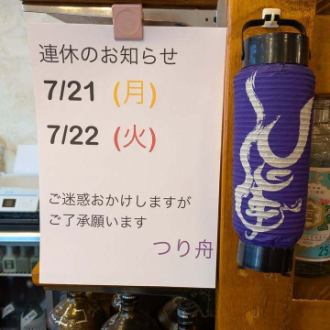 連休のお知らせ
7/21 (月)
7/22 (火)
ご迷惑おかけしますが
ご了承願います
つり舟